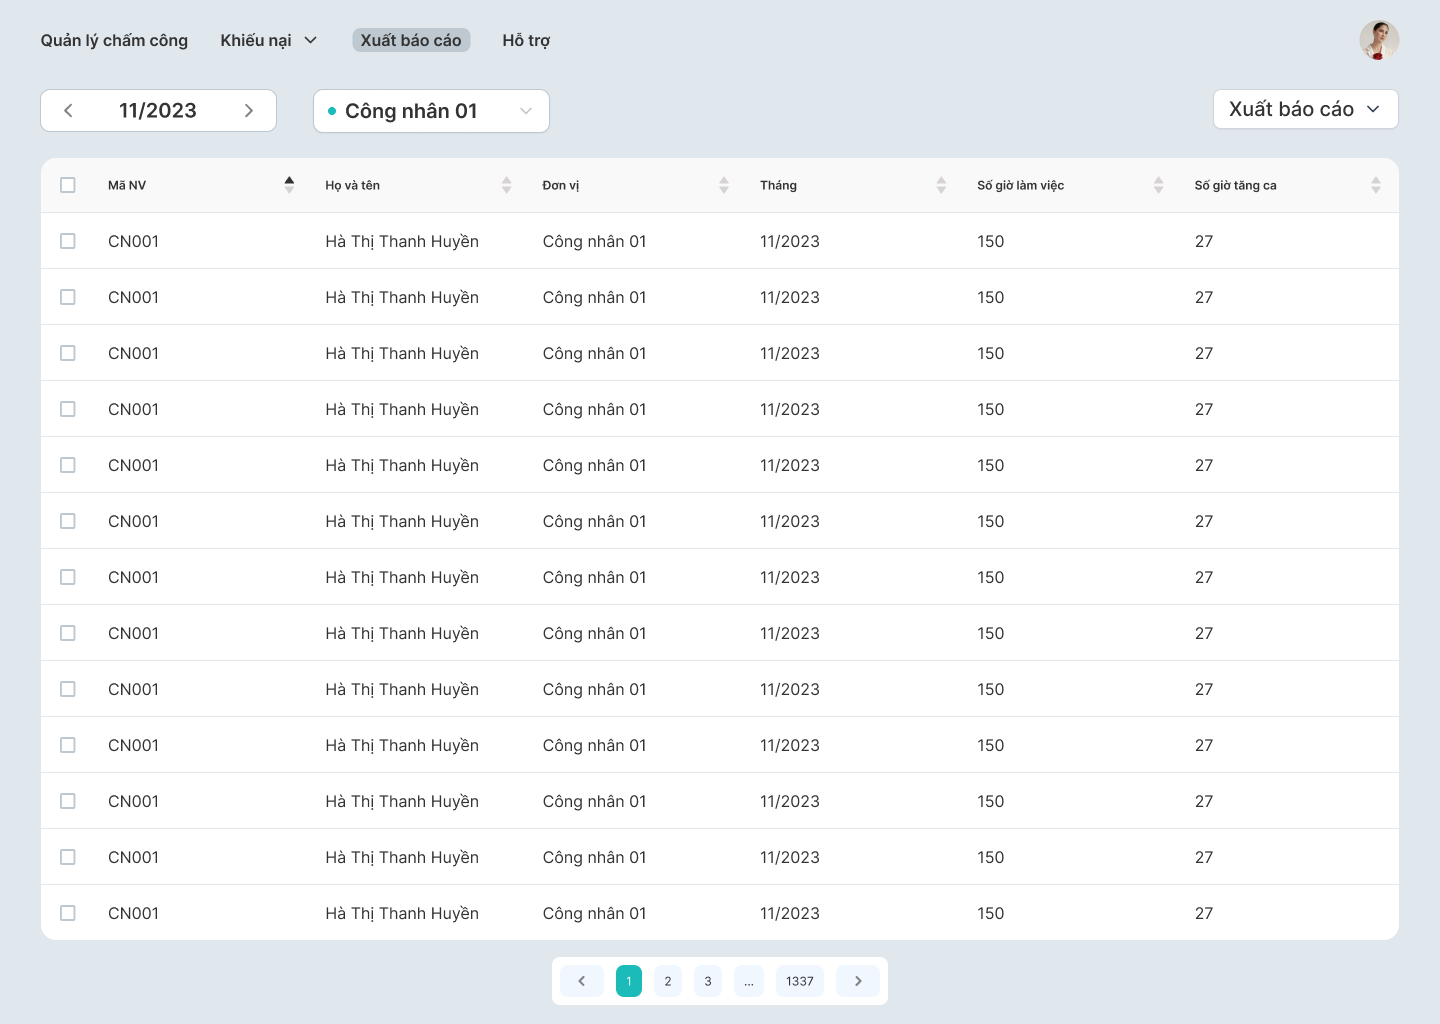 Quản lý chấm công Khiếu nại Xuất báo cáo Hỗ trợ
11/2023 Công nhân 01 Xuất báo cáo
Mã NV Họ và tên Đơn vị Tháng Số giờ làm việc Số giờ tăng ca
CN001 Hà Thị Thanh Huyền Công nhân 01 11/2023 150 27
CN001 Hà Thị Thanh Huyền Công nhân 01 11/2023 150 27
CN001 Hà Thị Thanh Huyền Công nhân 01 11/2023 150 27
CN001 Hà Thị Thanh Huyền Công nhân 01 11/2023 150 27
CN001 Hà Thị Thanh Huyền Công nhân 01 11/2023 150 27
CN001 Hà Thị Thanh Huyền Công nhân 01 11/2023 150 27
CN001 Hà Thị Thanh Huyền Công nhân 01 11/2023 150 27
CN001 Hà Thị Thanh Huyền Công nhân 01 11/2023 150 27
CN001 Hà Thị Thanh Huyền Công nhân 01 11/2023 150 27
CN001 Hà Thị Thanh Huyền Công nhân 01 11/2023 150 27
CN001 Hà Thị Thanh Huyền Công nhân 01 11/2023 150 27
CN001 Hà Thị Thanh Huyền Công nhân 01 11/2023 150 27
CN001 Hà Thị Thanh Huyền Công nhân 01 11/2023 150 27
1 2 3 ... 1337